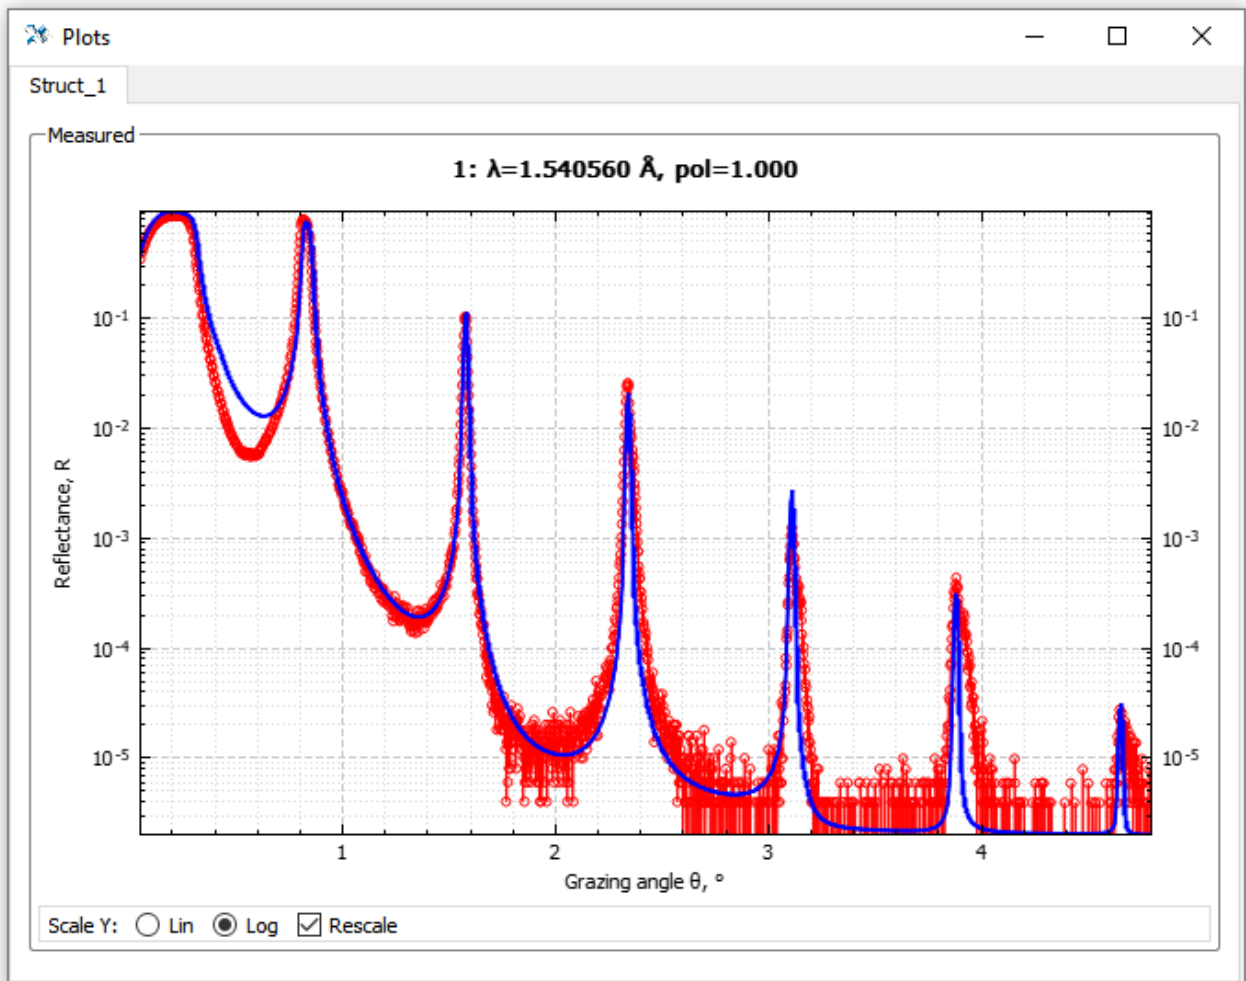 Plots
Struct_1
Measured
1: λ=1.540560 Å, pol=1.000
10⁻¹ 10⁻¹
10⁻² 10⁻²
Reflectance, R
10⁻³ 10⁻³
10⁻⁴ 10⁻⁴
10⁻⁵ 10⁻⁵
1 2 3 4
Grazing angle θ, °
Scale Y: Lin Log Rescale